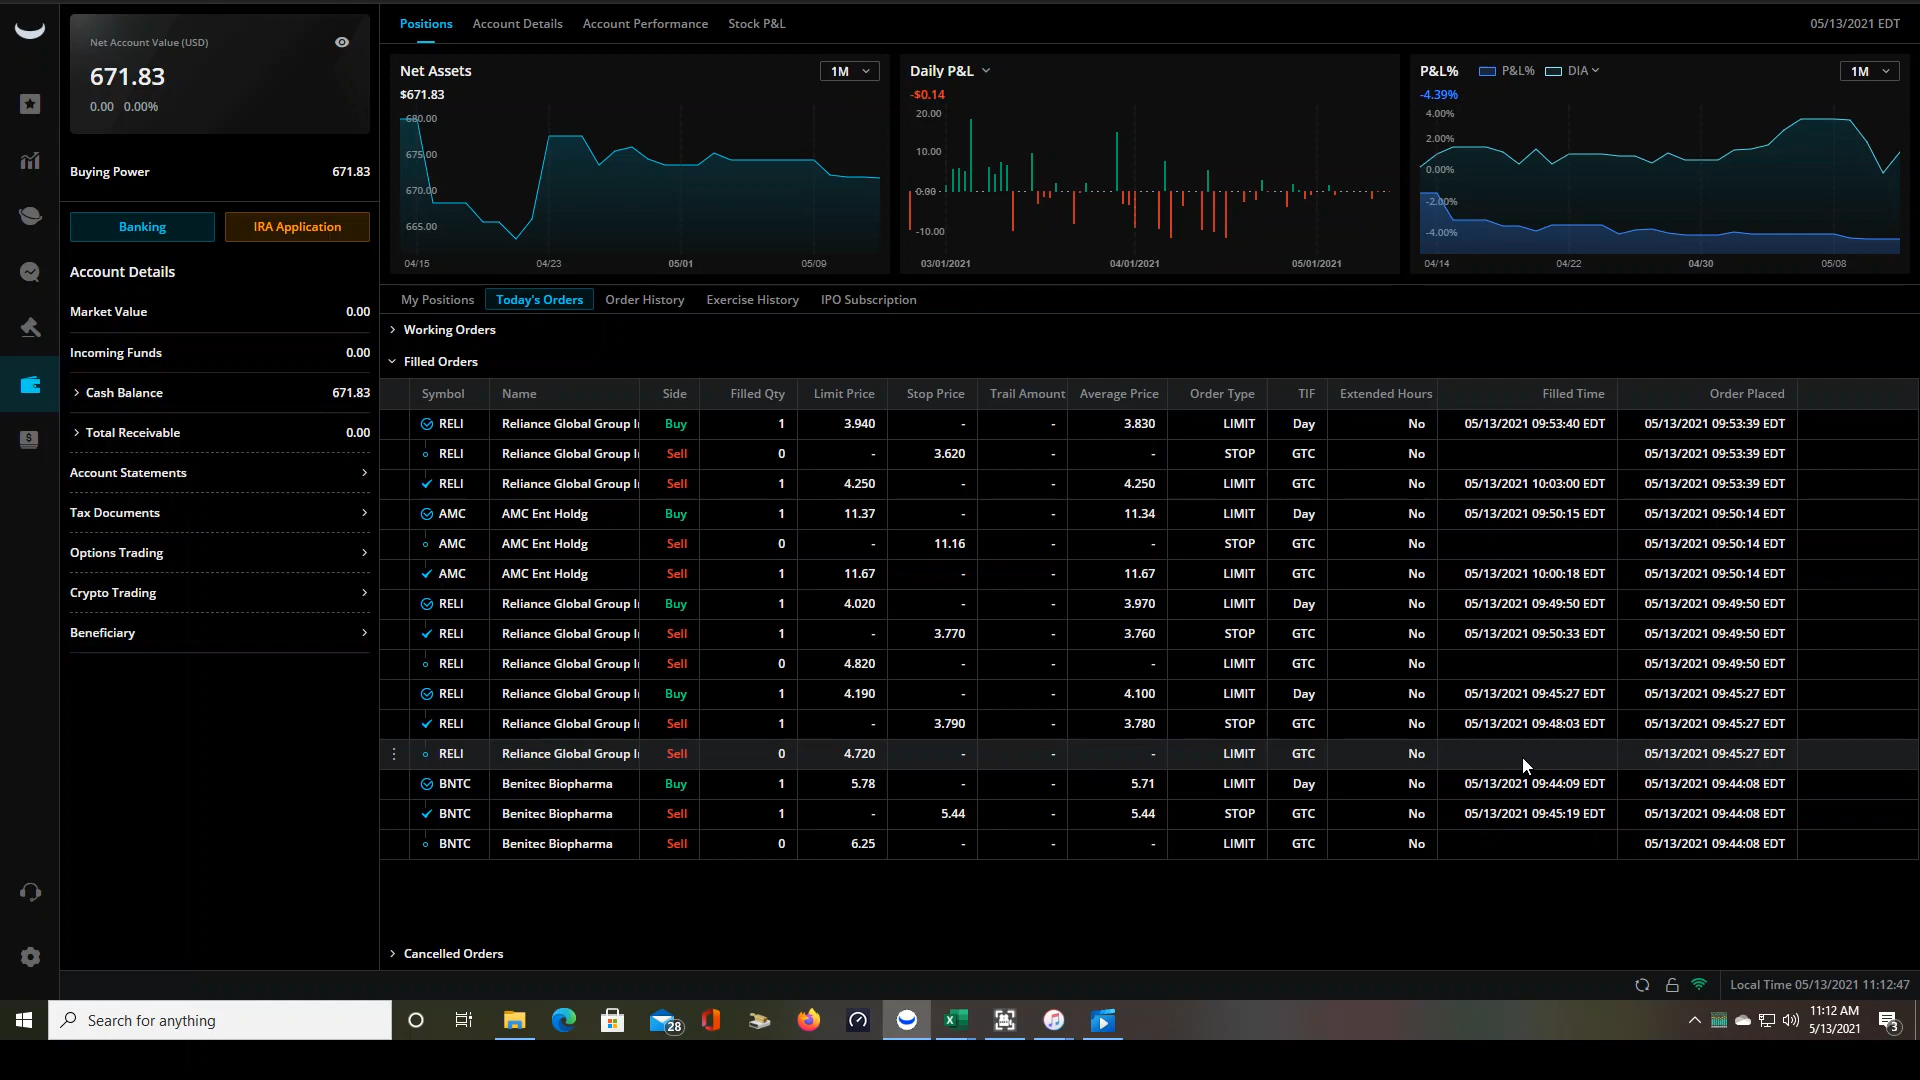 Net Account Value (USD)
671.83
0.00 0.00%
Buying Power 671.83
Banking IRA Application
Account Details
Market Value 0.00
Incoming Funds 0.00
Cash Balance 671.83
Total Receivable 0.00
Account Statements
Tax Documents
Options Trading
Crypto Trading
Beneficiary
Positions Account Details Account Performance Stock P&L 05/13/2021 EDT
Net Assets 1M
$671.83
680.00
675.00
670.00
665.00
04/15 04/23 05/01 05/09
Daily P&L
-$0.14
20.00
10.00
0.00
-10.00
03/01/2021 04/01/2021 05/01/2021
P&L% P&L% DIA 1M
-4.39%
4.00%
2.00%
0.00%
-2.00%
-4.00%
04/14 04/22 04/30 05/08
My Positions Today's Orders Order History Exercise History IPO Subscription
Working Orders
Filled Orders
Symbol Name Side Filled Qty Limit Price Stop Price Trail Amount Average Price Order Type TIF Extended Hours Filled Time Order Placed
RELI Reliance Global Group I Buy 1 3.940 - - 3.830 LIMIT Day No 05/13/2021 09:53:40 EDT 05/13/2021 09:53:39 EDT
RELI Reliance Global Group I Sell 0 - 3.620 - - STOP GTC No 05/13/2021 09:53:39 EDT
RELI Reliance Global Group I Sell 1 4.250 - - 4.250 LIMIT GTC No 05/13/2021 10:03:00 EDT 05/13/2021 09:53:39 EDT
AMC AMC Ent Holdg Buy 1 11.37 - - 11.34 LIMIT Day No 05/13/2021 09:50:15 EDT 05/13/2021 09:50:14 EDT
AMC AMC Ent Holdg Sell 0 - 11.16 - - STOP GTC No 05/13/2021 09:50:14 EDT
AMC AMC Ent Holdg Sell 1 11.67 - - 11.67 LIMIT GTC No 05/13/2021 10:00:18 EDT 05/13/2021 09:50:14 EDT
RELI Reliance Global Group I Buy 1 4.020 - - 3.970 LIMIT Day No 05/13/2021 09:49:50 EDT 05/13/2021 09:49:50 EDT
RELI Reliance Global Group I Sell 1 - 3.770 - 3.760 STOP GTC No 05/13/2021 09:50:33 EDT 05/13/2021 09:49:50 EDT
RELI Reliance Global Group I Sell 0 4.820 - - - LIMIT GTC No 05/13/2021 09:49:50 EDT
RELI Reliance Global Group I Buy 1 4.190 - - 4.100 LIMIT Day No 05/13/2021 09:45:27 EDT 05/13/2021 09:45:27 EDT
RELI Reliance Global Group I Sell 1 - 3.790 - 3.780 STOP GTC No 05/13/2021 09:48:03 EDT 05/13/2021 09:45:27 EDT
RELI Reliance Global Group I Sell 0 4.720 - - - LIMIT GTC No 05/13/2021 09:45:27 EDT
BNTC Benitec Biopharma Buy 1 5.78 - - 5.71 LIMIT Day No 05/13/2021 09:44:09 EDT 05/13/2021 09:44:08 EDT
BNTC Benitec Biopharma Sell 1 - 5.44 - 5.44 STOP GTC No 05/13/2021 09:45:19 EDT 05/13/2021 09:44:08 EDT
BNTC Benitec Biopharma Sell 0 6.25 - - - LIMIT GTC No 05/13/2021 09:44:08 EDT
Cancelled Orders
Local Time 05/13/2021 11:12:47
Search for anything
28
11:12 AM
5/13/2021
3